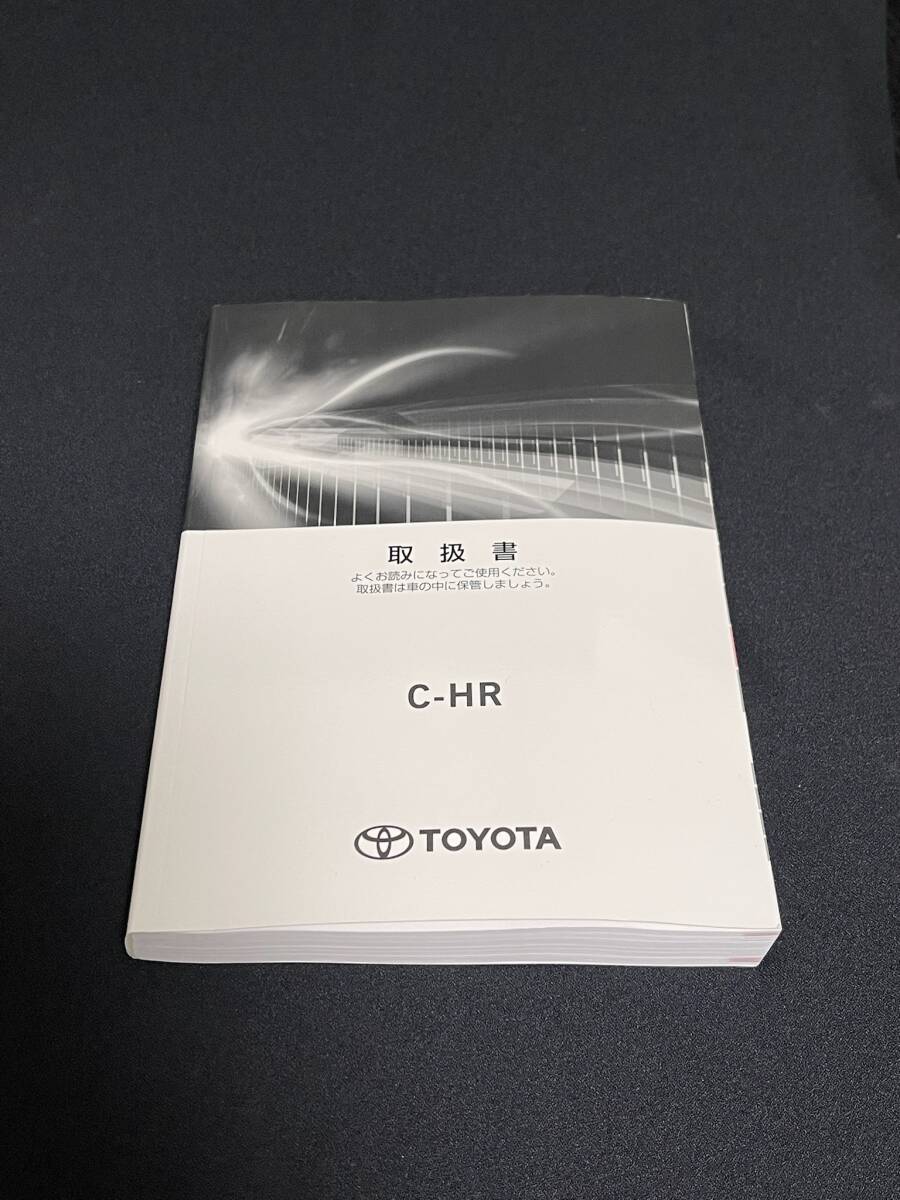 取扱書
よくお読みになってご使用ください。
取扱書は車の中に保管しましょう。
C-HR
TOYOTA